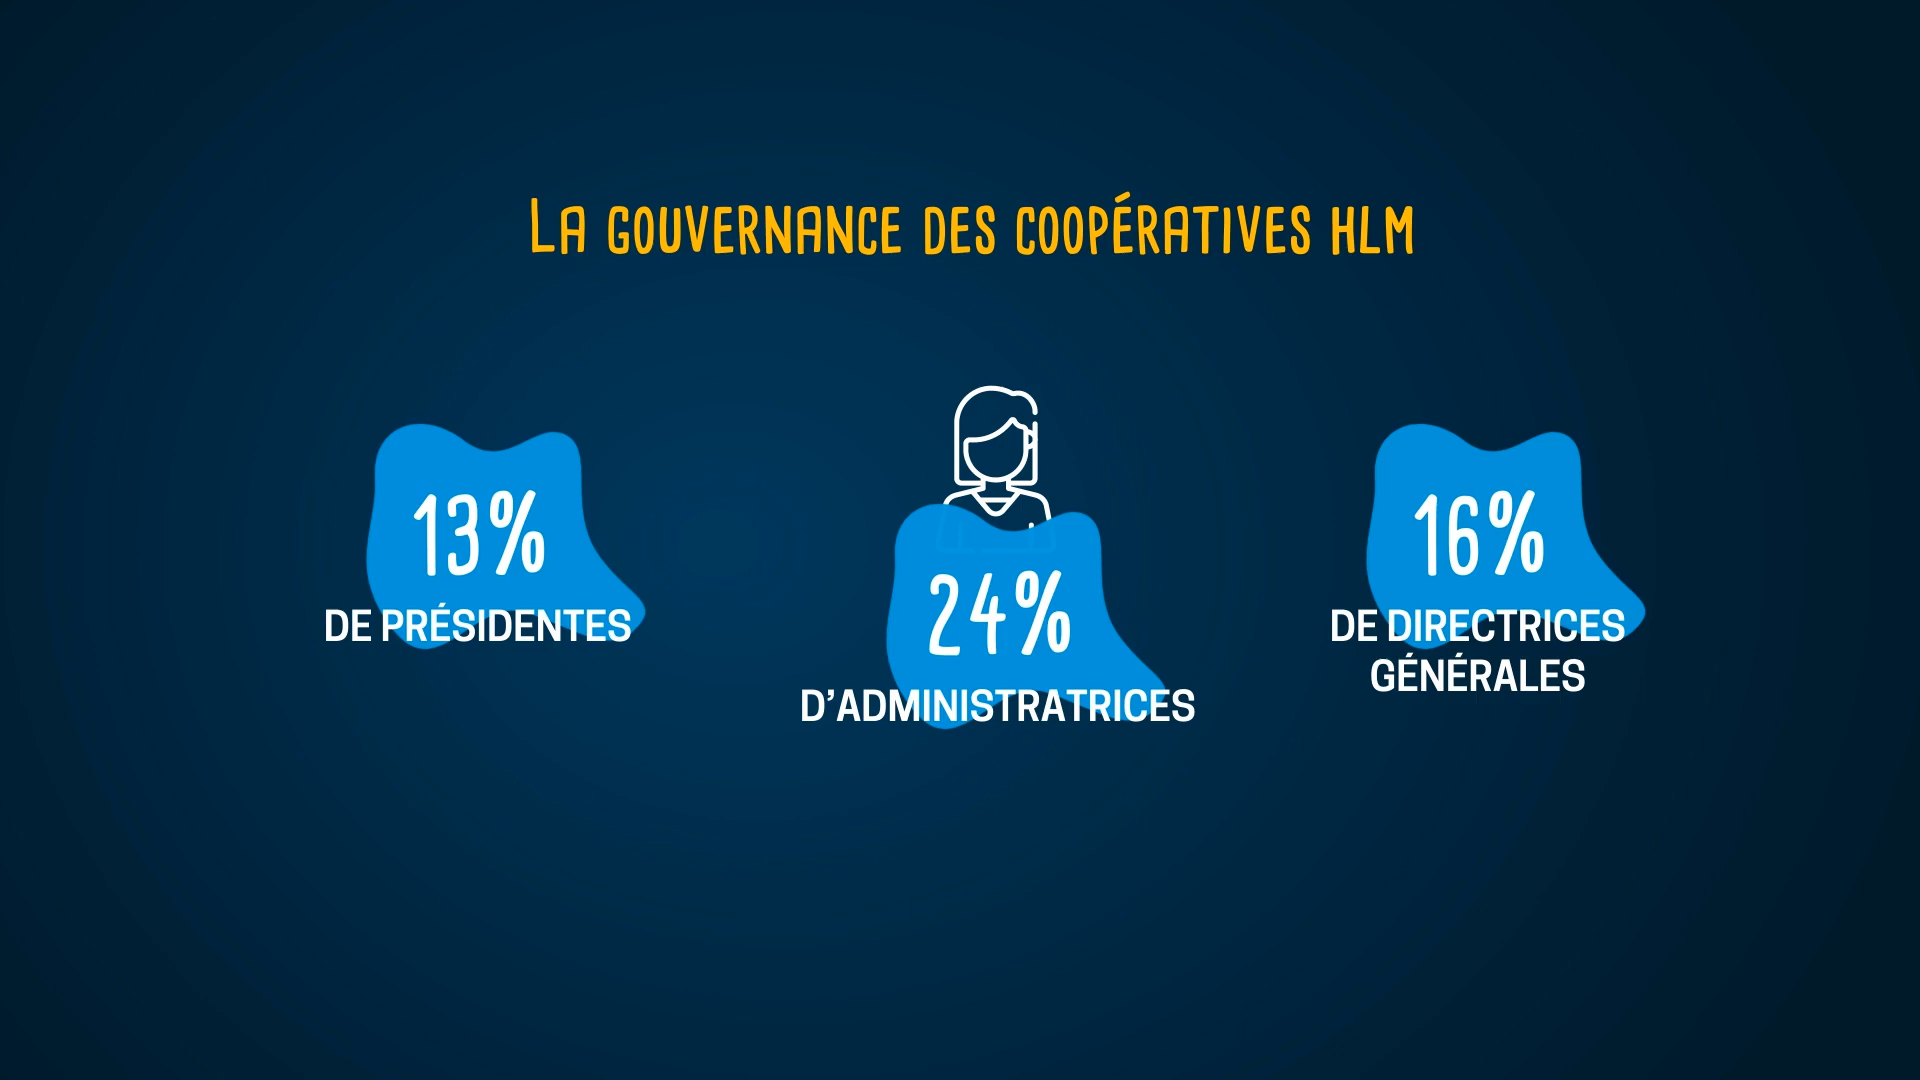 La gouvernance des coopératives HLM
13%
DE PRÉSIDENTES
24%
D’ADMINISTRATRICES
16%
DE DIRECTRICES
GÉNÉRALES